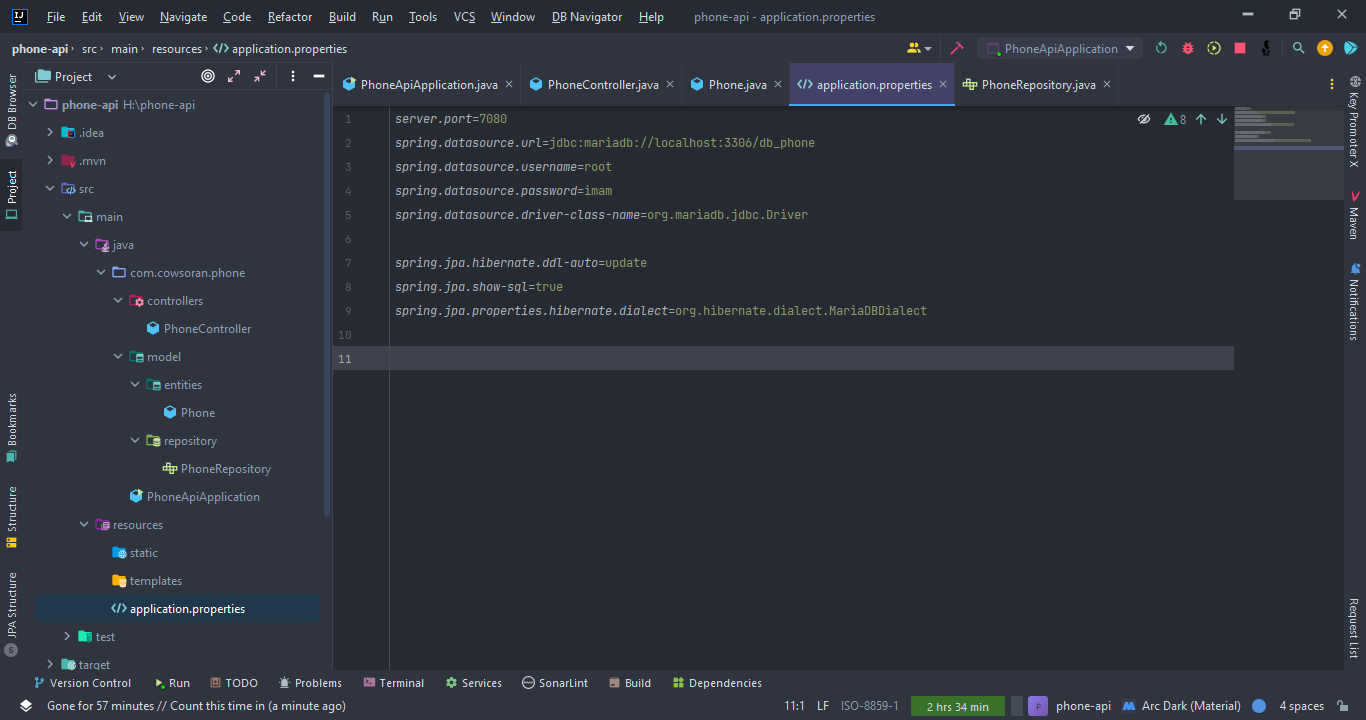 File Edit View Navigate Code Refactor Build Run Tools VCS Window DB Navigator Help phone-api - application.properties
phone-api src main resources application.properties PhoneApiApplication
DB Browser
Project
Bookmarks
Structure
JPA Structure
Project
phone-api H:\phone-api
.idea
.mvn
src
main
java
com.cowsoran.phone
controllers
PhoneController
model
entities
Phone
repository
PhoneRepository
PhoneApiApplication
resources
static
templates
application.properties
test
target
PhoneApiApplication.java PhoneController.java Phone.java application.properties PhoneRepository.java
8
1 server.port=7080
2 spring.datasource.url=jdbc:mariadb://localhost:3306/db_phone
3 spring.datasource.username=root
4 spring.datasource.password=imam
5 spring.datasource.driver-class-name=org.mariadb.jdbc.Driver
6
7 spring.jpa.hibernate.ddl-auto=update
8 spring.jpa.show-sql=true
9 spring.jpa.properties.hibernate.dialect=org.hibernate.dialect.MariaDBDialect
10
11
Key Promoter X
Maven
Notifications
Request List
Version Control Run TODO Problems Terminal Services SonarLint Build Dependencies
Gone for 57 minutes // Count this time in (a minute ago) 11:1 LF ISO-8859-1 2 hrs 34 min P phone-api Arc Dark (Material) 4 spaces